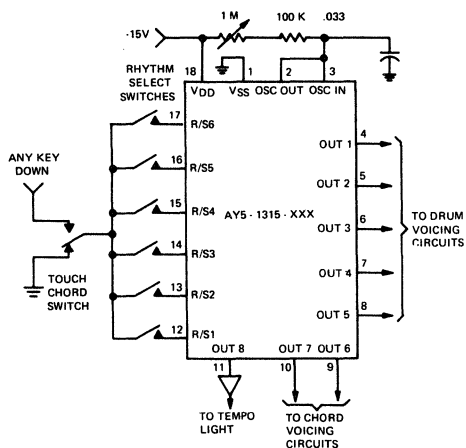 -15V
1 M
100 K
.033
RHYTHM
SELECT
SWITCHES
18
1
2
3
VDD
VSS
OSC OUT
OSC IN
17
R/S6
16
R/S5
15
R/S4
14
R/S3
13
R/S2
12
R/S1
ANY KEY
DOWN
TOUCH
CHORD
SWITCH
AY5 - 1315 - XXX
OUT 1
4
OUT 2
5
OUT 3
6
OUT 4
7
OUT 5
8
TO DRUM
VOICING
CIRCUITS
OUT 8
OUT 7
OUT 6
11
10
9
TO TEMPO
LIGHT
TO CHORD
VOICING
CIRCUITS